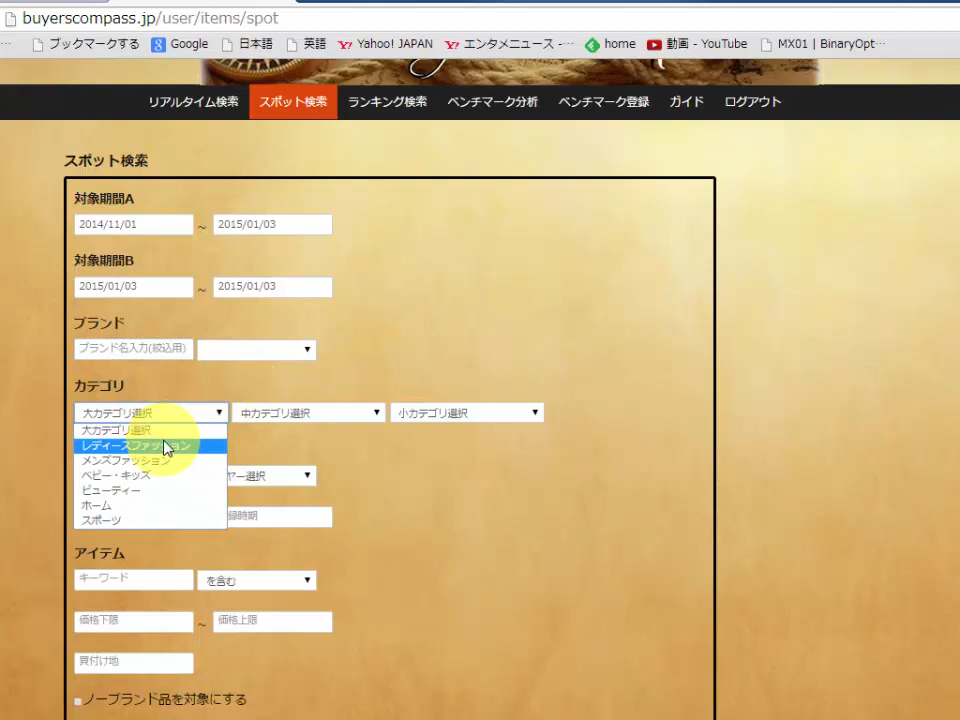 buyerscompass.jp/user/items/spot
ブックマークする Google 日本語 英語 Yahoo! JAPAN エンタメニュース -… home 動画 - YouTube MX01 | BinaryOpt…
リアルタイム検索 スポット検索 ランキング検索 ベンチマーク分析 ベンチマーク登録 ガイド ログアウト
スポット検索
対象期間A
2014/11/01 ~ 2015/01/03
対象期間B
2015/01/03 ~ 2015/01/03
ブランド
ブランド名入力(絞込用)
カテゴリ
大カテゴリ選択 中カテゴリ選択 小カテゴリ選択
大カテゴリ選択
レディースファッション
メンズファッション
ベビー・キッズ
ヤー選択
ビューティー
ホーム
録時期
スポーツ
アイテム
キーワード を含む
価格下限 ~ 価格上限
買付け地
ノーブランド品を対象にする